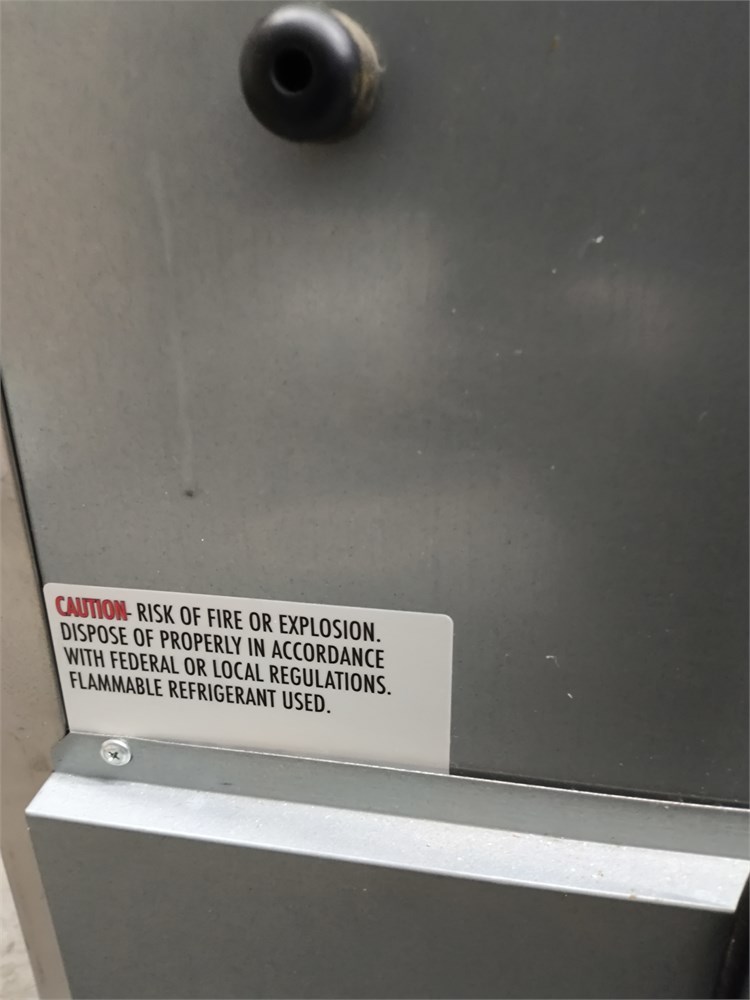 CAUTION- RISK OF FIRE OR EXPLOSION.
DISPOSE OF PROPERLY IN ACCORDANCE
WITH FEDERAL OR LOCAL REGULATIONS.
FLAMMABLE REFRIGERANT USED.